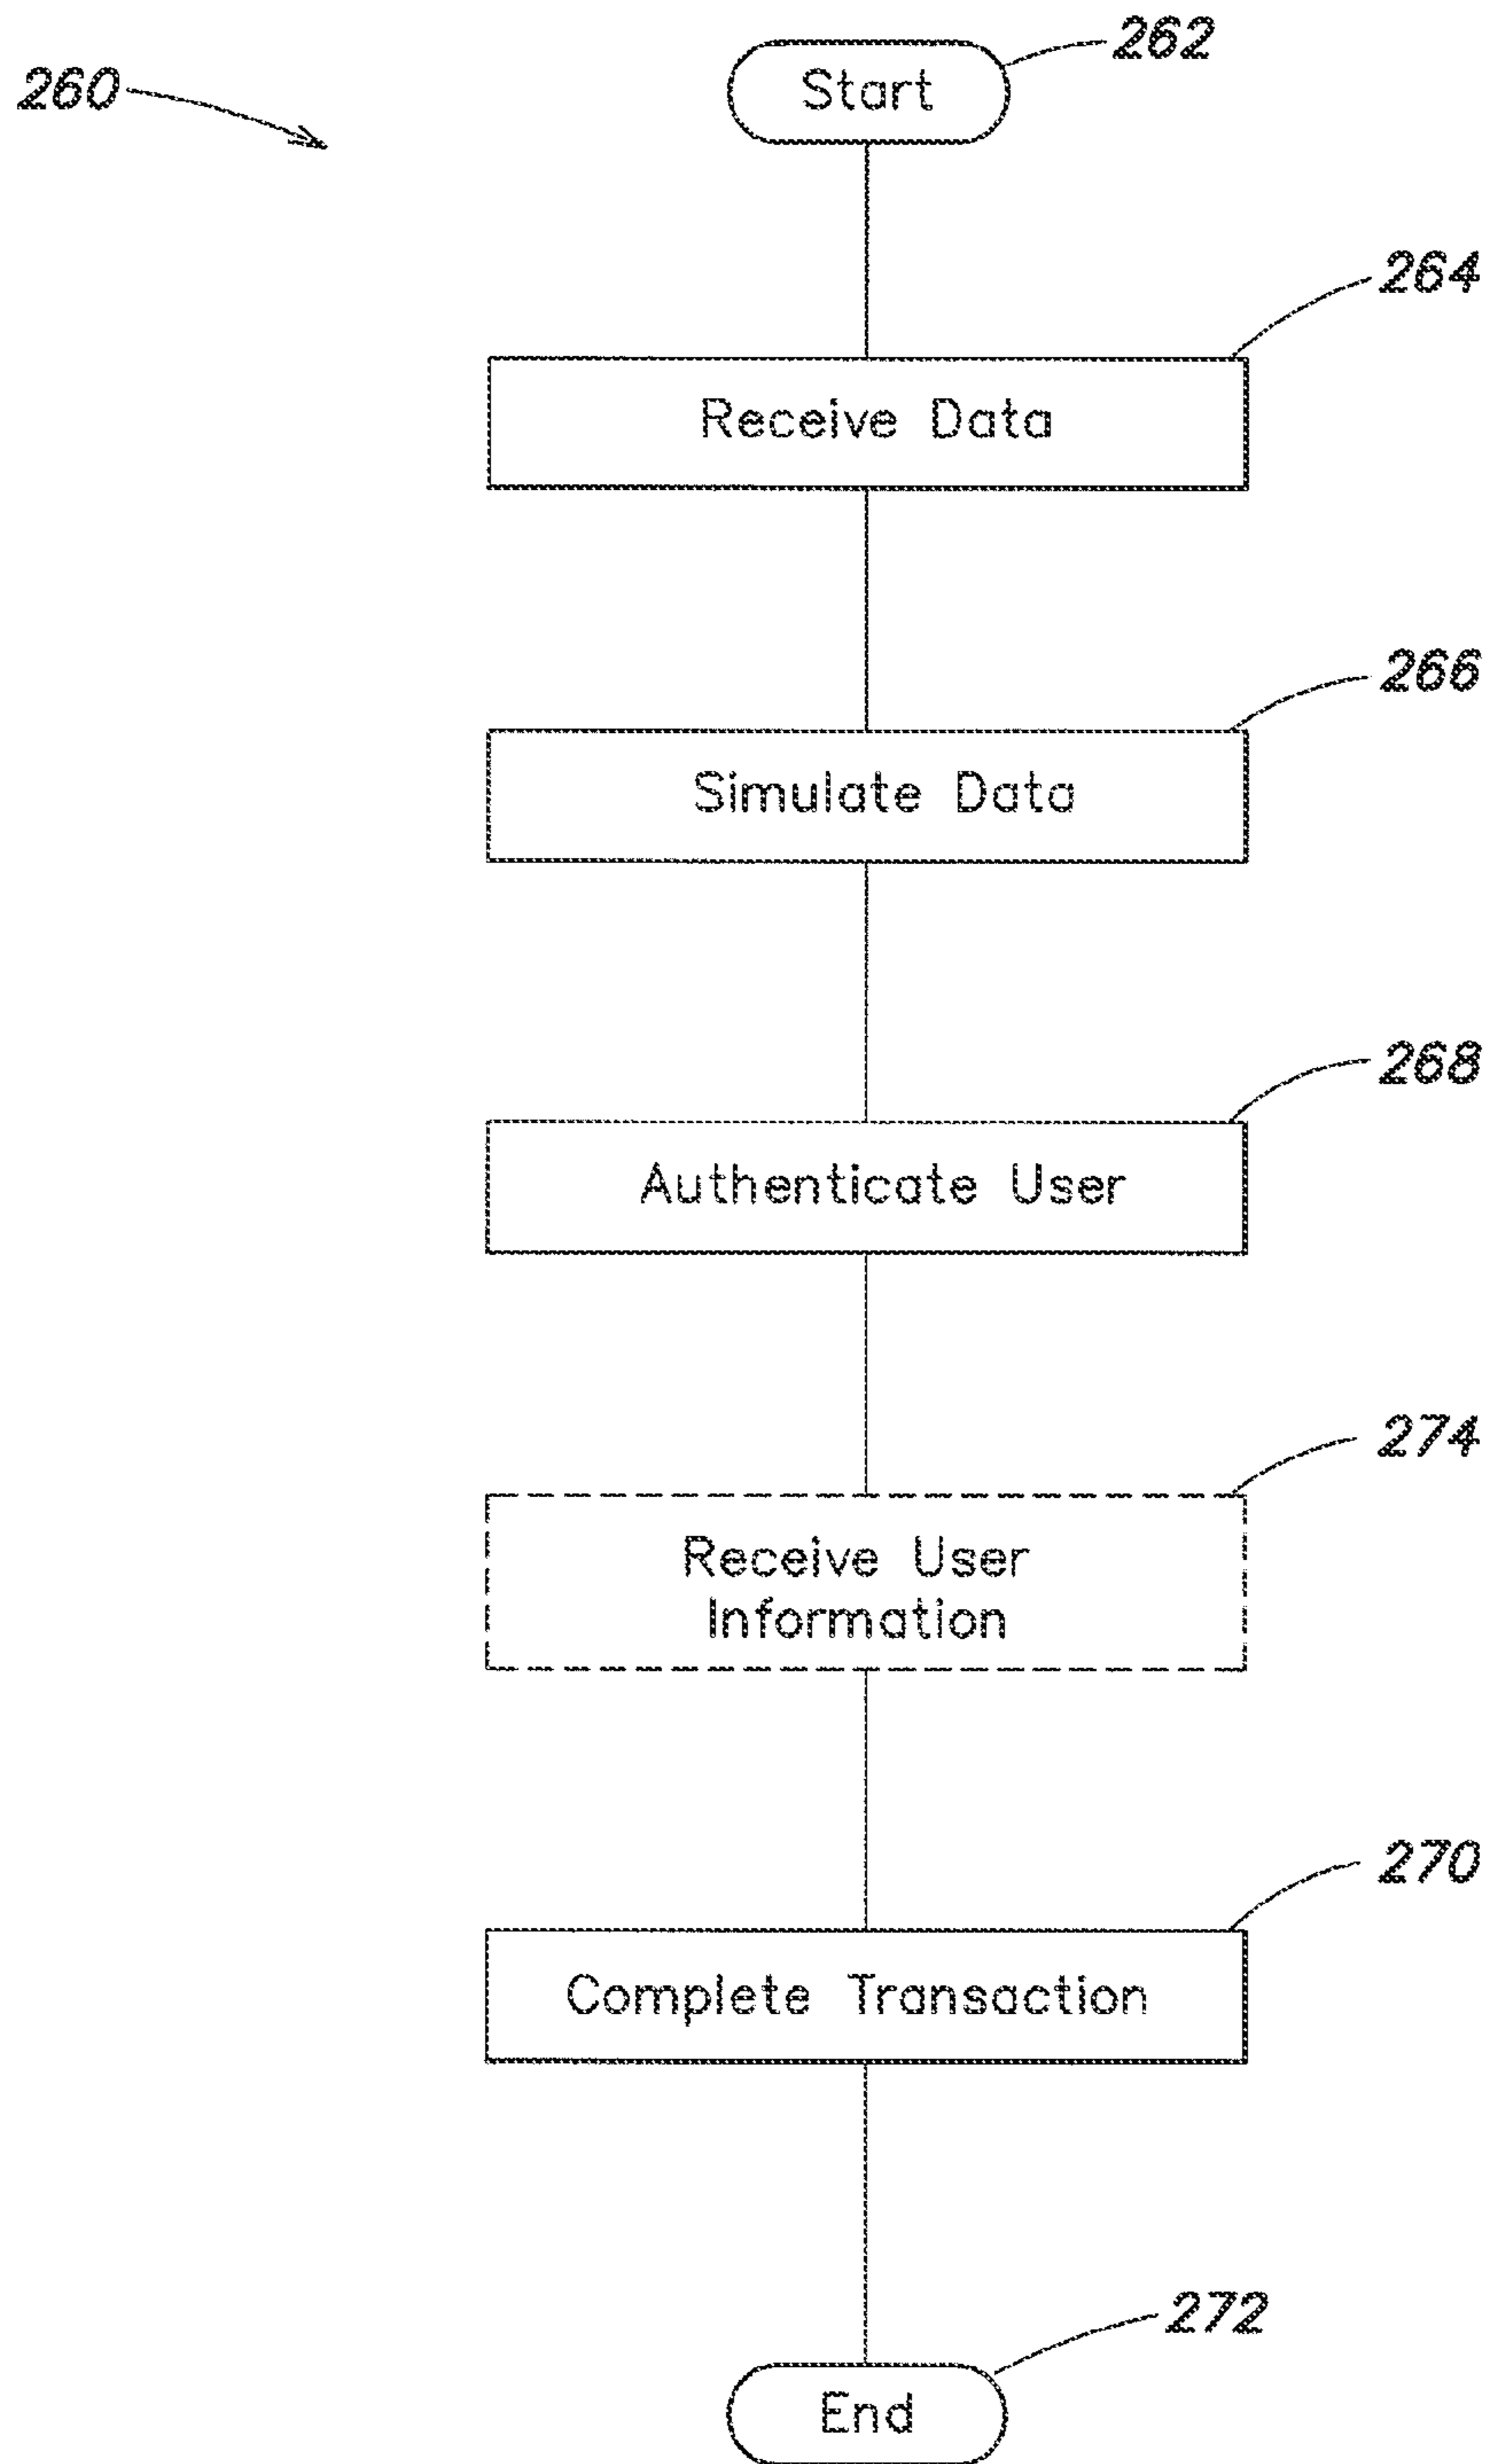 262
260
Start
264
Receive Data
266
Simulate Data
268
Authenticate User
274
Receive User
Information
270
Complete Transaction
272
End